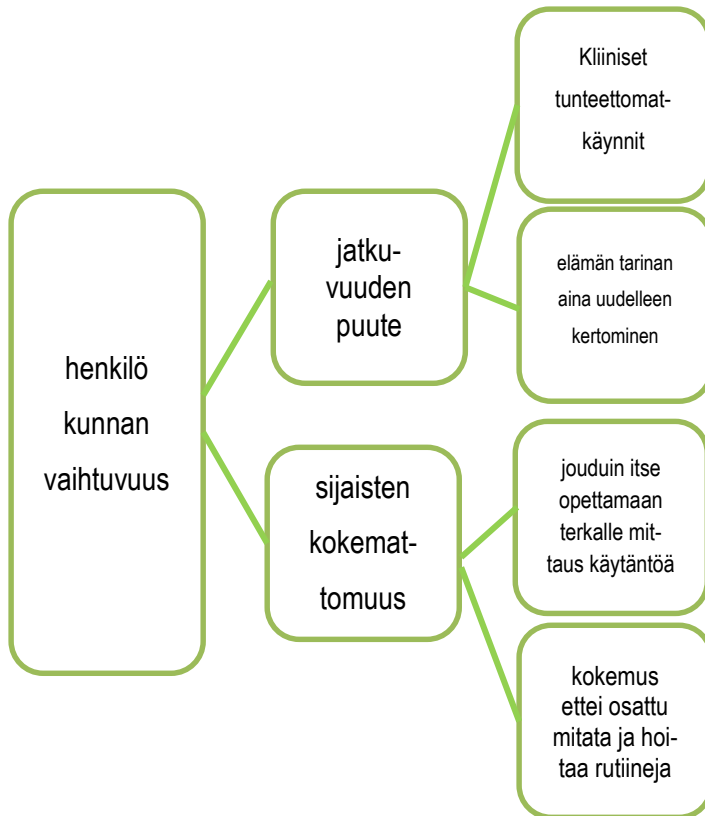 henkilö
kunnan
vaihtuvuus
jatku-
vuuden
puute
Kliiniset
tunteettomat-
käynnit
elämän tarinan
aina uudelleen
kertominen
sijaisten
kokemat-
tomuus
jouduin itse
opettamaan
terkalle mit-
taus käytäntöä
kokemus
ettei osattu
mitata ja hoi-
taa rutiineja